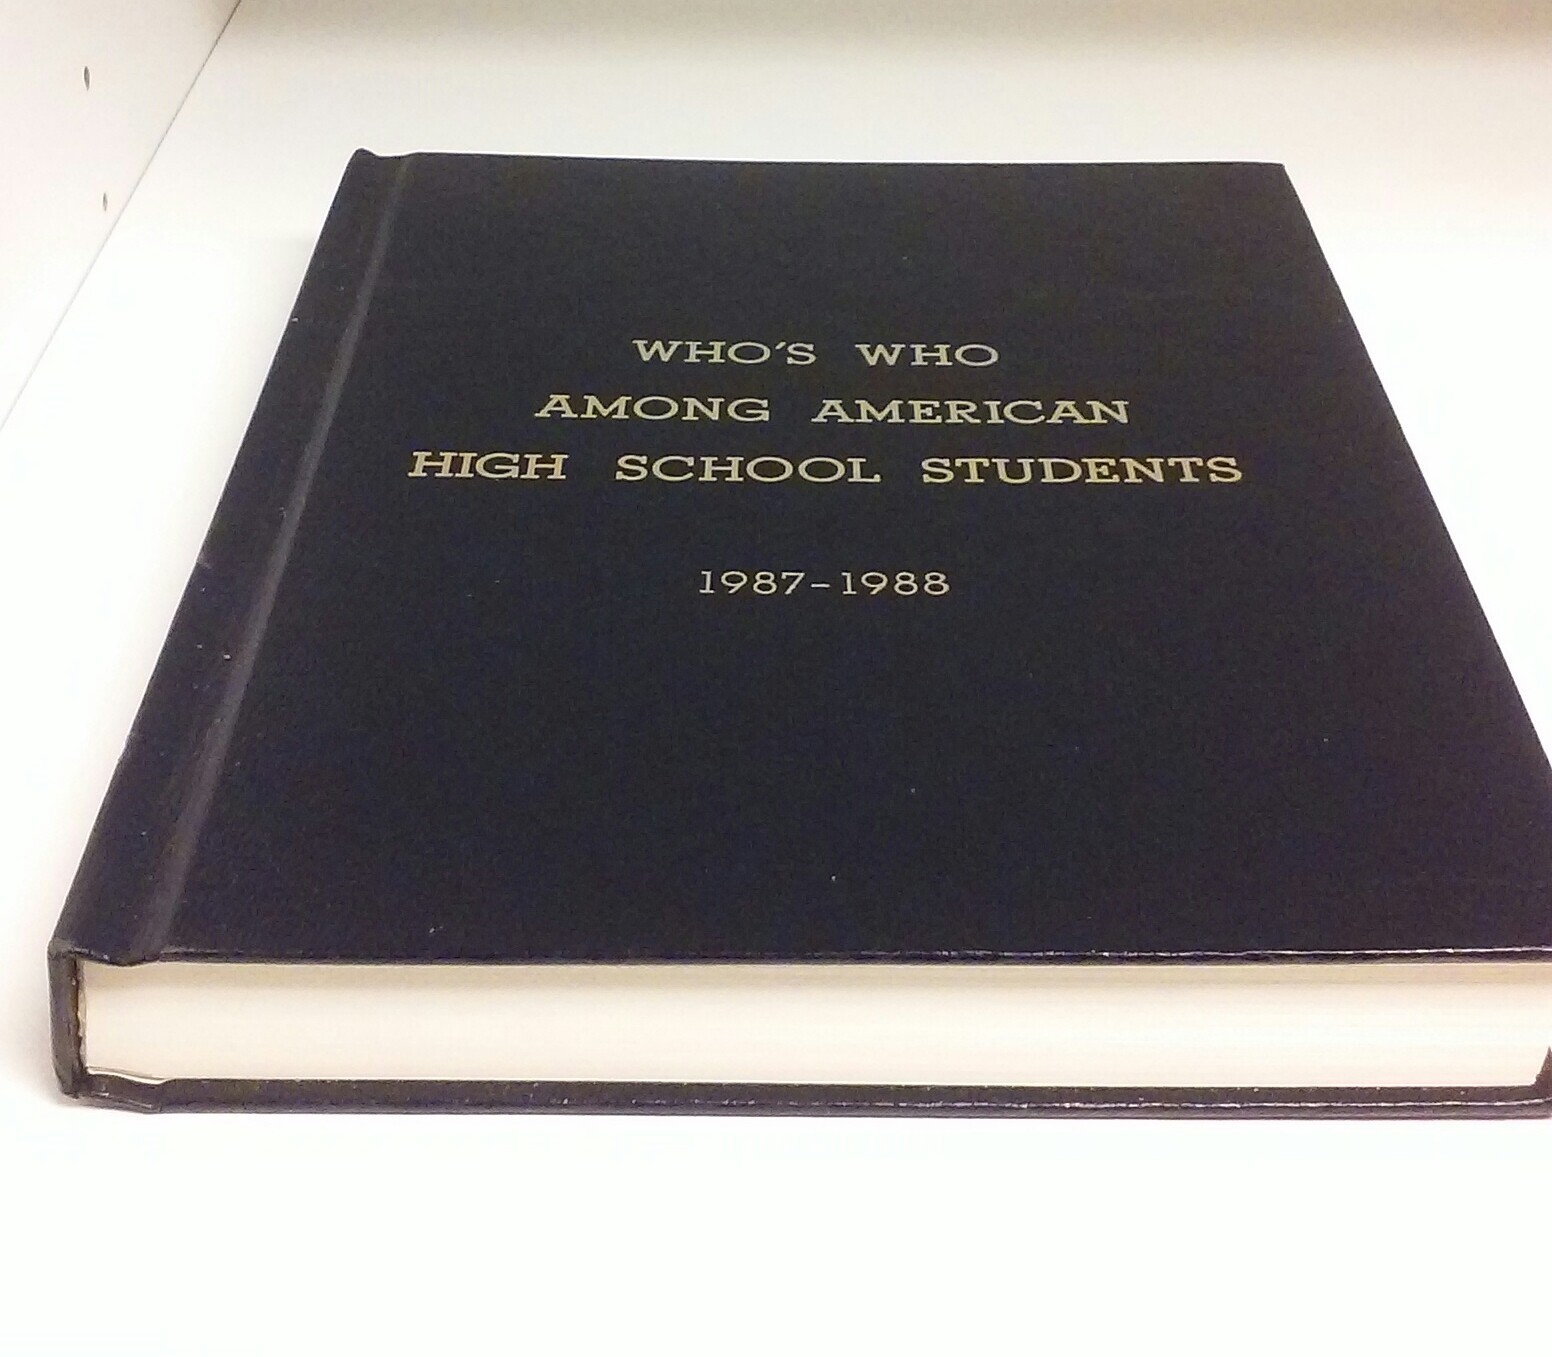 WHO'S WHO
AMONG AMERICAN
HIGH SCHOOL STUDENTS
1987-1988